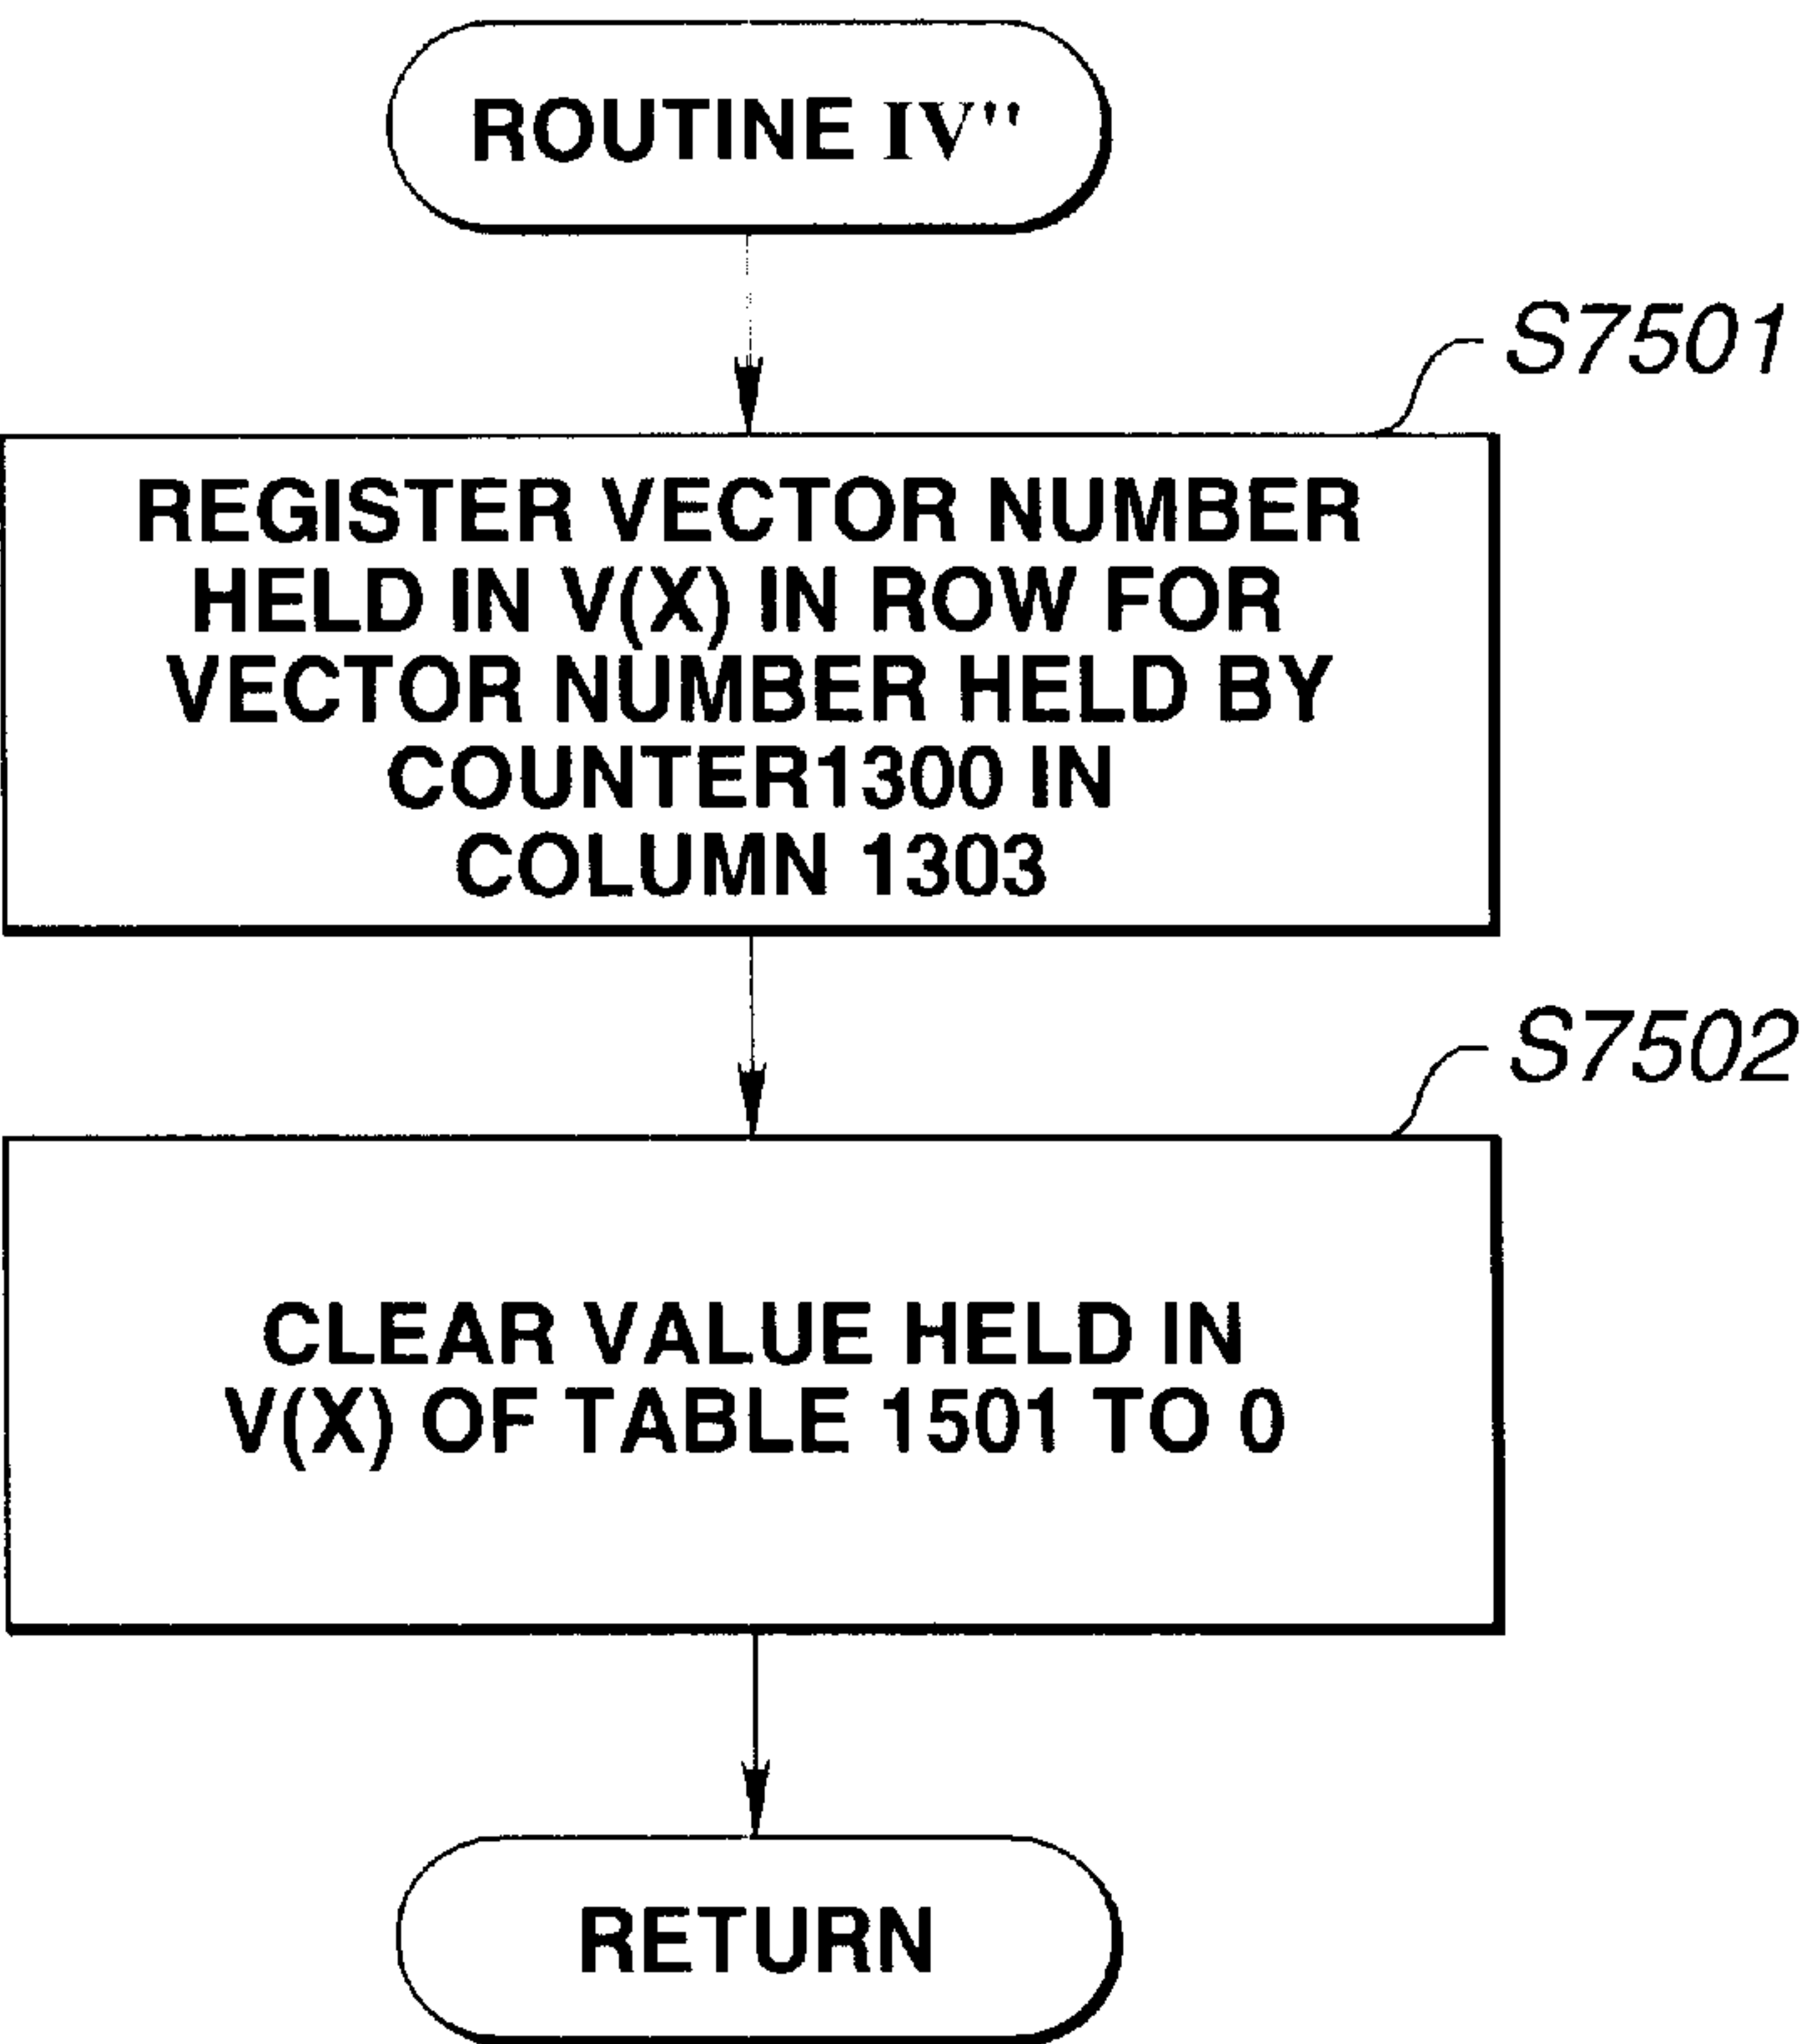 ROUTINE IV''
S7501
REGISTER VECTOR NUMBER
HELD IN V(X) IN ROW FOR
VECTOR NUMBER HELD BY
COUNTER1300 IN
COLUMN 1303
S7502
CLEAR VALUE HELD IN
V(X) OF TABLE 1501 TO 0
RETURN